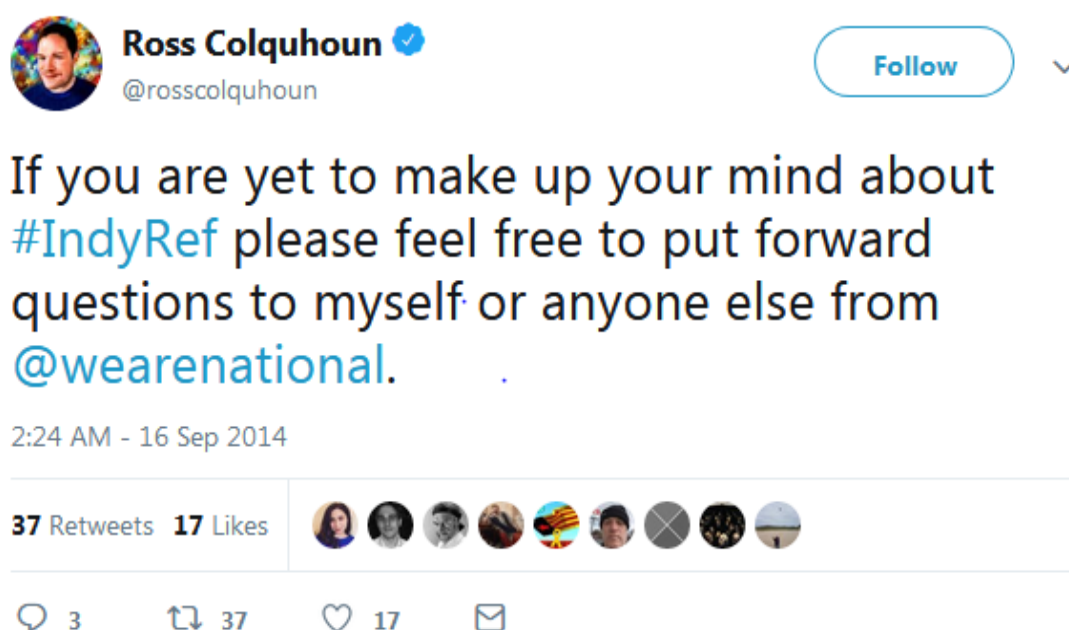 Ross Colquhoun
@rosscolquhoun
Follow
If you are yet to make up your mind about
#IndyRef please feel free to put forward
questions to myself or anyone else from
@wearenational.
2:24 AM - 16 Sep 2014
37 Retweets 17 Likes
3 37 17